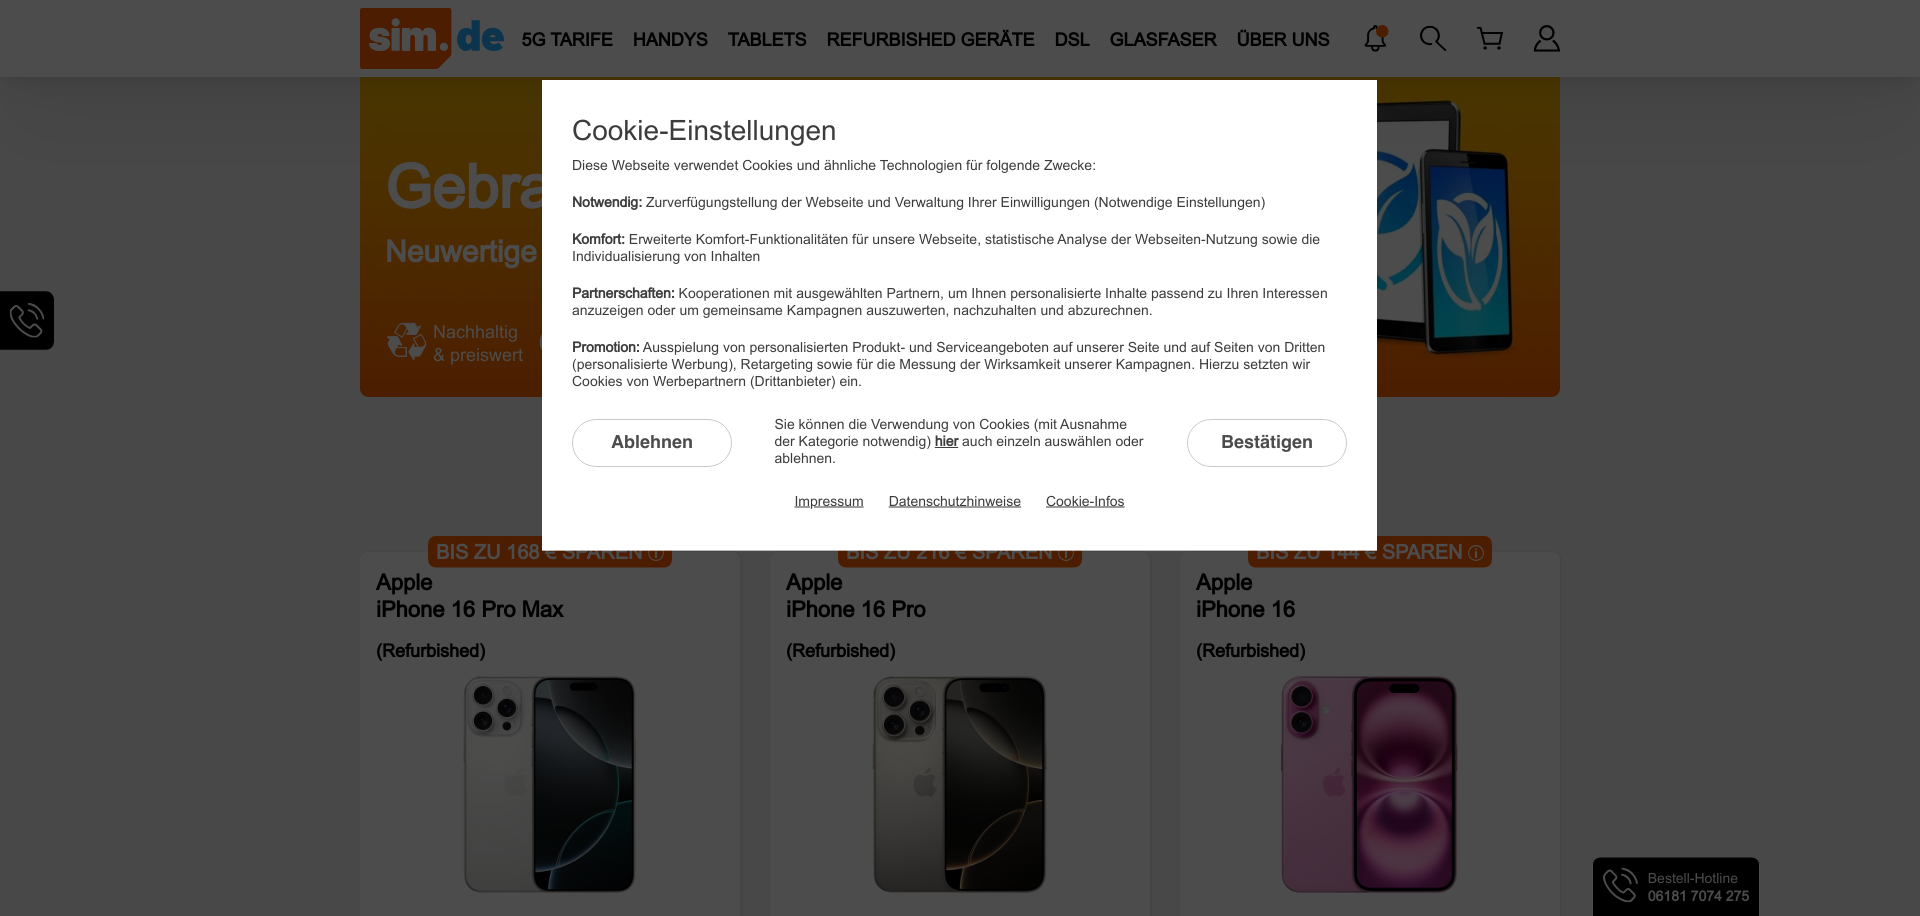 sim.de
5G TARIFE HANDYS TABLETS REFURBISHED GERÄTE DSL GLASFASER ÜBER UNS
Gebra
Neuwertige
Nachhaltig
& preiswert
Cookie-Einstellungen
Diese Webseite verwendet Cookies und ähnliche Technologien für folgende Zwecke:
Notwendig: Zurverfügungstellung der Webseite und Verwaltung Ihrer Einwilligungen (Notwendige Einstellungen)
Komfort: Erweiterte Komfort-Funktionalitäten für unsere Webseite, statistische Analyse der Webseiten-Nutzung sowie die
Individualisierung von Inhalten
Partnerschaften: Kooperationen mit ausgewählten Partnern, um Ihnen personalisierte Inhalte passend zu Ihren Interessen
anzuzeigen oder um gemeinsame Kampagnen auszuwerten, nachzuhalten und abzurechnen.
Promotion: Ausspielung von personalisierten Produkt- und Serviceangeboten auf unserer Seite und auf Seiten von Dritten
(personalisierte Werbung), Retargeting sowie für die Messung der Wirksamkeit unserer Kampagnen. Hierzu setzten wir
Cookies von Werbepartnern (Drittanbieter) ein.
Ablehnen
Sie können die Verwendung von Cookies (mit Ausnahme
der Kategorie notwendig) hier auch einzeln auswählen oder
ablehnen.
Bestätigen
Impressum Datenschutzhinweise Cookie-Infos
BIS ZU 168 € SPAREN
Apple
iPhone 16 Pro Max
(Refurbished)
BIS ZU 216 € SPAREN
Apple
iPhone 16 Pro
(Refurbished)
BIS ZU 144 € SPAREN
Apple
iPhone 16
(Refurbished)
Bestell-Hotline
06181 7074 275